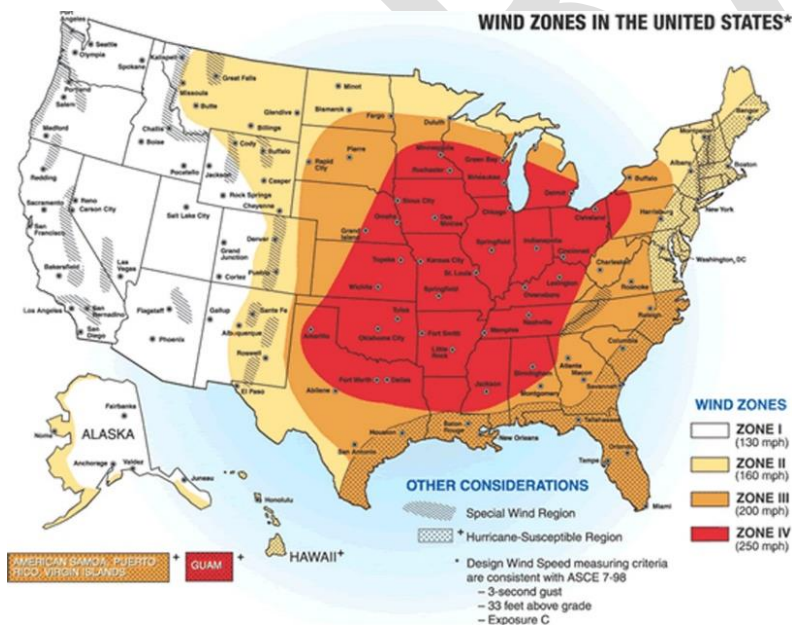 WIND ZONES IN THE UNITED STATES*
Port
Angeles
Seattle
Olympia
Spokane
Kalispell
Great Falls
Portland
Salem
Missoula
Butte
Glendive
Minot
Bismarck
Fargo
Duluth
Bangor
Montpelier
Medford
Challis
Boise
Billings
Cody
Buffalo
Rapid
City
Pierre
Minneapolis
Rochester
Green Bay
Milwaukee
Detroit
Buffalo
Albany
Boston
Redding
Pocatello
Jackson
Casper
Rock Springs
Cheyenne
Sioux City
Omaha
Des
Moines
Chicago
Cleveland
Harrisburg
New York
Sacramento
Reno
Carson City
Salt Lake City
San
Francisco
Grand
Island
Springfield
Indianapolis
Cincinnati
Washington, DC
Grand
Junction
Denver
Pueblo
Cortez
Topeka
Kansas City
St. Louis
Charleston
Roanoke
Bakersfield
Las
Vegas
Wichita
Springfield
Lexington
Owensboro
Raleigh
Los Angeles
San
Bernadino
Flagstaff
Gallup
Santa Fe
Albuquerque
Tulsa
Nashville
San
Diego
Phoenix
Amarillo
Oklahoma City
Fort Smith
Memphis
Columbia
Roswell
Little
Rock
Birmingham
Atlanta
Macon
Savannah
El Paso
Abilene
Fort Worth
Dallas
Jackson
Montgomery
Tallahassee
Houston
Baton
Rouge
New Orleans
San Antonio
Orlando
Tampa
Miami
Fairbanks
Nome
ALASKA
Anchorage
Valdez
Juneau
Honolulu
HAWAII+
AMERICAN SAMOA, PUERTO
RICO, VIRGIN ISLANDS
+
GUAM
+
OTHER CONSIDERATIONS
Special Wind Region
+ Hurricane-Susceptible Region
* Design Wind Speed measuring criteria
are consistent with ASCE 7-98
– 3-second gust
– 33 feet above grade
– Exposure C
WIND ZONES
ZONE I
(130 mph)
ZONE II
(160 mph)
ZONE III
(200 mph)
ZONE IV
(250 mph)